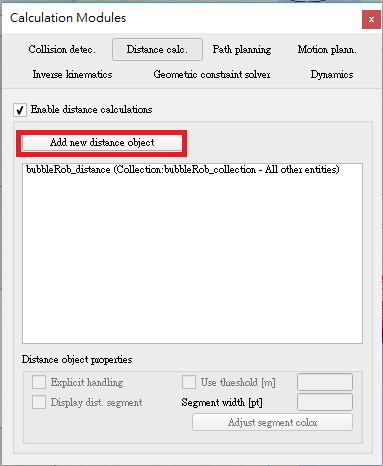 Calculation Modules
x
Collision detec. Distance calc. Path planning Motion plann.
Inverse kinematics Geometric constraint solver Dynamics
Enable distance calculations
Add new distance object
bubbleRob_distance (Collection:bubbleRob_collection - All other entities)
Distance object properties
Explicit handling Use threshold [m]
Display dist. segment Segment width [pt]
Adjust segment color